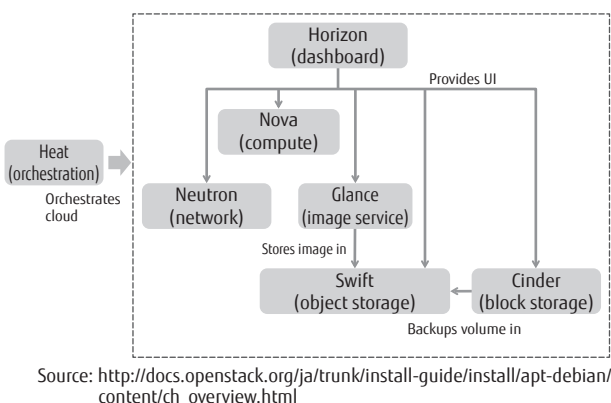 Horizon
(dashboard)
Provides UI
Nova
(compute)
Heat
(orchestration)
Orchestrates
cloud
Neutron
(network)
Glance
(image service)
Stores image in
Swift
(object storage)
Cinder
(block storage)
Backups volume in
Source: http://docs.openstack.org/ja/trunk/install-guide/install/apt-debian/
content/ch_overview.html